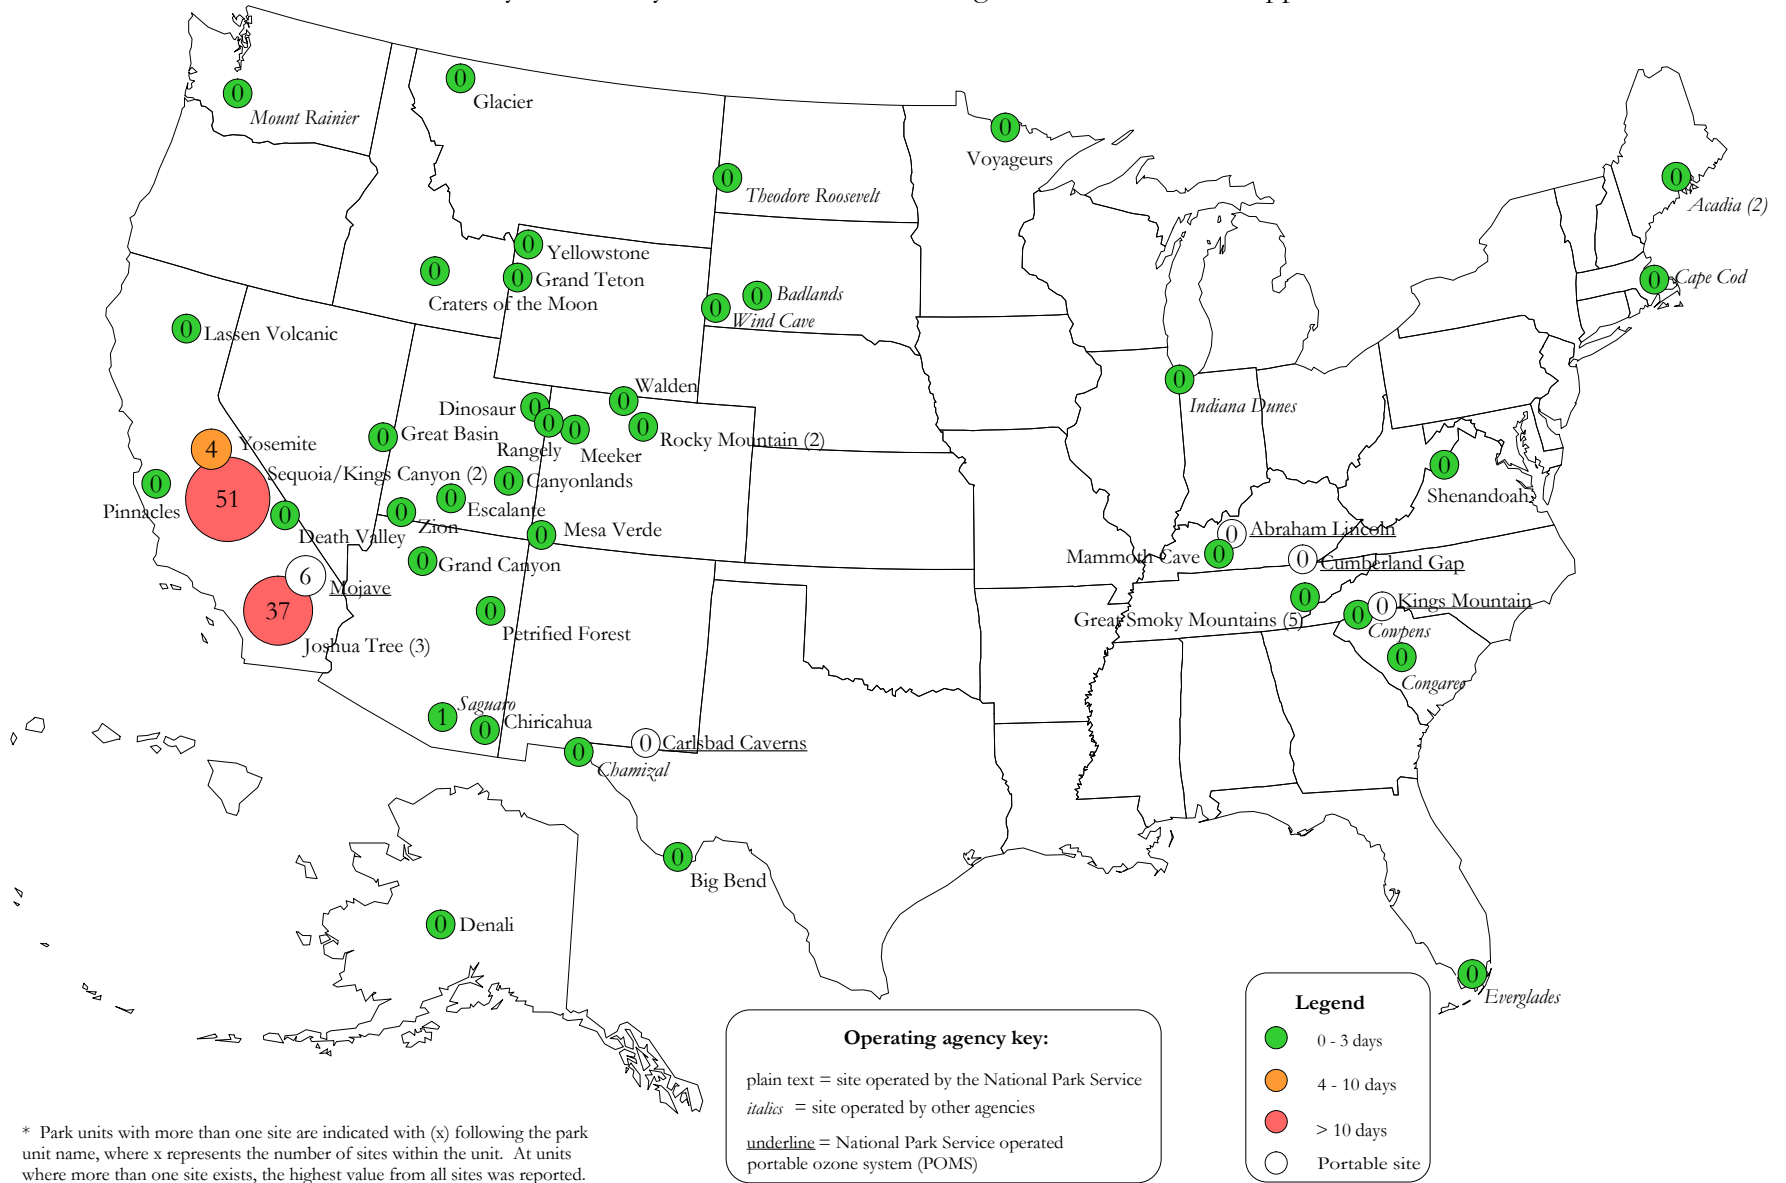 0
Glacier
0
Mount Rainier
0
Voyageurs
0
Theodore Roosevelt
0
Acadia (2)
0
Yellowstone
0
Grand Teton
0
Craters of the Moon
0
Badlands
0
Wind Cave
0
Cape Cod
0
Lassen Volcanic
0
Indiana Dunes
0
Walden
0
Dinosaur
0
Rangely
0
Meeker
0
Rocky Mountain (2)
0
Great Basin
4
Yosemite
51
Sequoia/Kings Canyon (2)
0
Pinnacles
0
Death Valley
0
Zion
0
Escalante
0
Canyonlands
0
Mesa Verde
0
Grand Canyon
0
Shenandoah
0
Abraham Lincoln
0
Mammoth Cave
0
Cumberland Gap
6
Mojave
37
Joshua Tree (3)
0
Petrified Forest
0
Great Smoky Mountains (5)
0
Cowpens
0
Kings Mountain
0
Congaree
1
Saguaro
0
Chiricahua
0
Chamizal
0
Carlsbad Caverns
0
Big Bend
0
Denali
0
Everglades
Operating agency key:
plain text = site operated by the National Park Service
italics = site operated by other agencies
underline = National Park Service operated
portable ozone system (POMS)
Legend
0 - 3 days
4 - 10 days
> 10 days
Portable site
* Park units with more than one site are indicated with (x) following the park
unit name, where x represents the number of sites within the unit. At units
where more than one site exists, the highest value from all sites was reported.